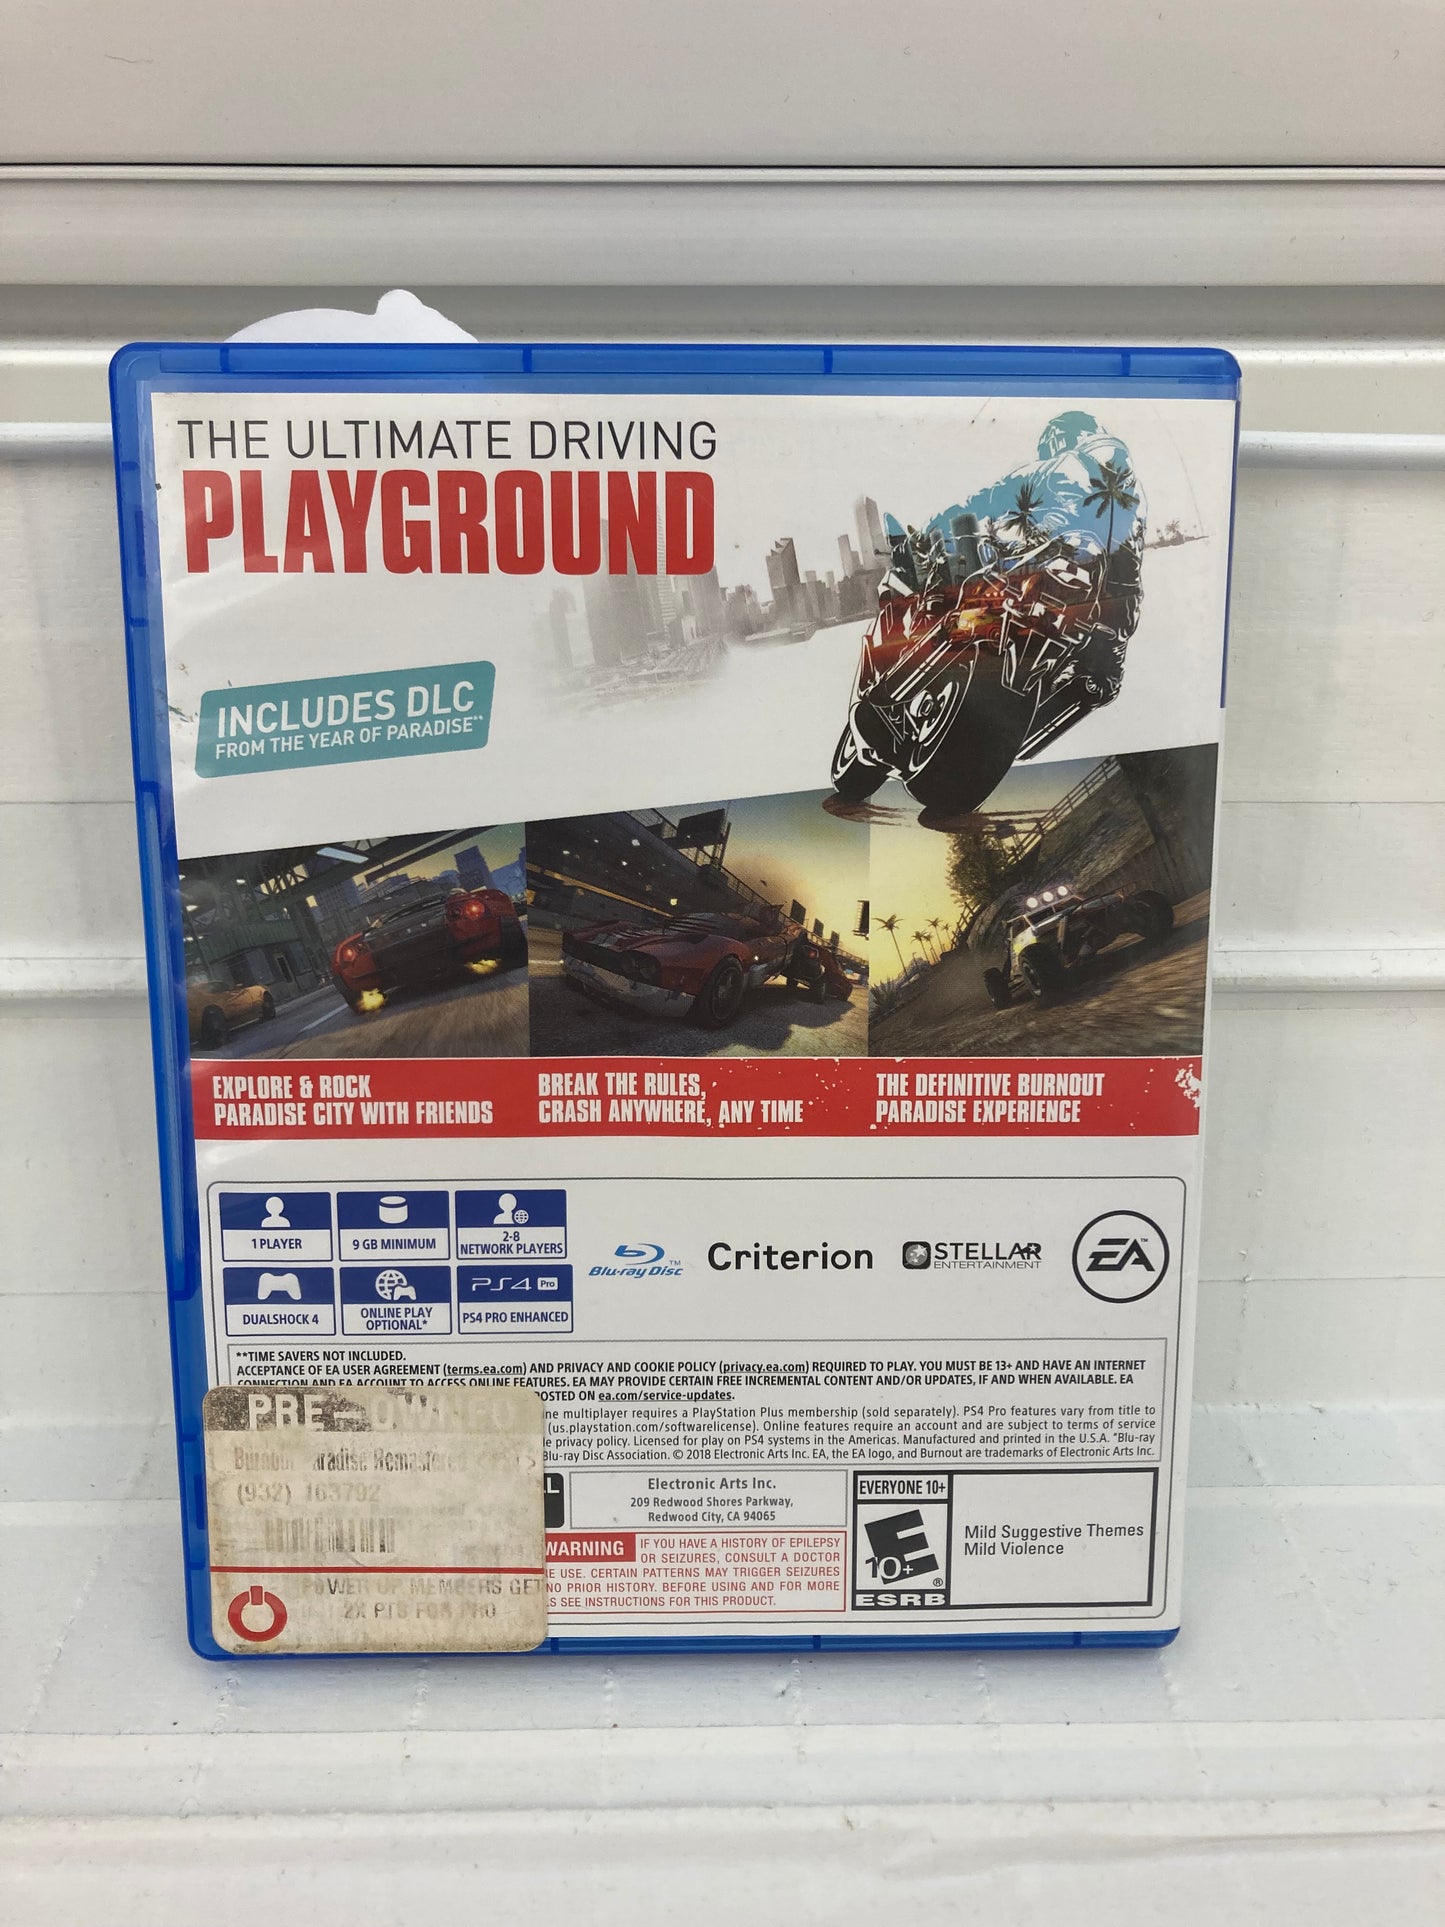 THE ULTIMATE DRIVING
PLAYGROUND
INCLUDES DLC
FROM THE YEAR OF PARADISE**
EXPLORE & ROCK
PARADISE CITY WITH FRIENDS
BREAK THE RULES,
CRASH ANYWHERE, ANY TIME
THE DEFINITIVE BURNOUT
PARADISE EXPERIENCE
1 PLAYER
9 GB MINIMUM
2-8
NETWORK PLAYERS
DUALSHOCK 4
ONLINE PLAY
OPTIONAL*
PS4 Pro
PS4 PRO ENHANCED
Blu-ray Disc™
Criterion
STELLAR
ENTERTAINMENT
EA™
**TIME SAVERS NOT INCLUDED.
ACCEPTANCE OF EA USER AGREEMENT (terms.ea.com) AND PRIVACY AND COOKIE POLICY (privacy.ea.com) REQUIRED TO PLAY. YOU MUST BE 13+ AND HAVE AN INTERNET
CONNECTION AND EA ACCOUNT TO ACCESS ONLINE FEATURES. EA MAY PROVIDE CERTAIN FREE INCREMENTAL CONTENT AND/OR UPDATES, IF AND WHEN AVAILABLE. EA
POSTED ON ea.com/service-updates.
multiplayer requires a PlayStation Plus membership (sold separately). PS4 Pro features vary from title to
(us.playstation.com/softwarelicense). Online features require an account and are subject to terms of service
privacy policy. Licensed for play on PS4 systems in the Americas. Manufactured and printed in the U.S.A. "Blu-ray
Blu-ray Disc Association. © 2018 Electronic Arts Inc. EA, the EA logo, and Burnout are trademarks of Electronic Arts Inc.
PRE-OWNED
Burnout Paradise Remastered
(932) 163792
POWER UP MEMBERS GET
2X PTS FOR PRO
Electronic Arts Inc.
209 Redwood Shores Parkway,
Redwood City, CA 94065
WARNING
IF YOU HAVE A HISTORY OF EPILEPSY
OR SEIZURES, CONSULT A DOCTOR
USE. CERTAIN PATTERNS MAY TRIGGER SEIZURES
NO PRIOR HISTORY. BEFORE USING AND FOR MORE
SEE INSTRUCTIONS FOR THIS PRODUCT.
EVERYONE 10+
E
10+
®
ESRB
Mild Suggestive Themes
Mild Violence